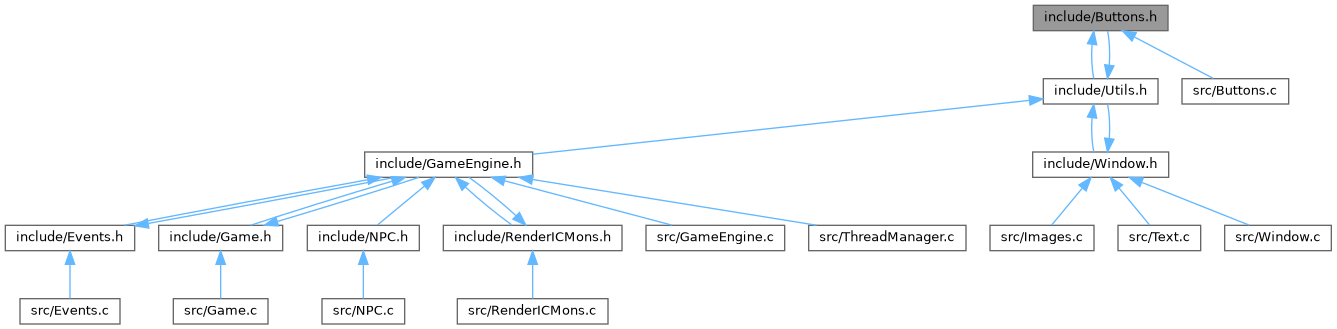 include/Buttons.h
include/Utils.h
src/Buttons.c
include/GameEngine.h
include/Window.h
include/Events.h
include/Game.h
include/NPC.h
include/RenderICMons.h
src/GameEngine.c
src/ThreadManager.c
src/Images.c
src/Text.c
src/Window.c
src/Events.c
src/Game.c
src/NPC.c
src/RenderICMons.c